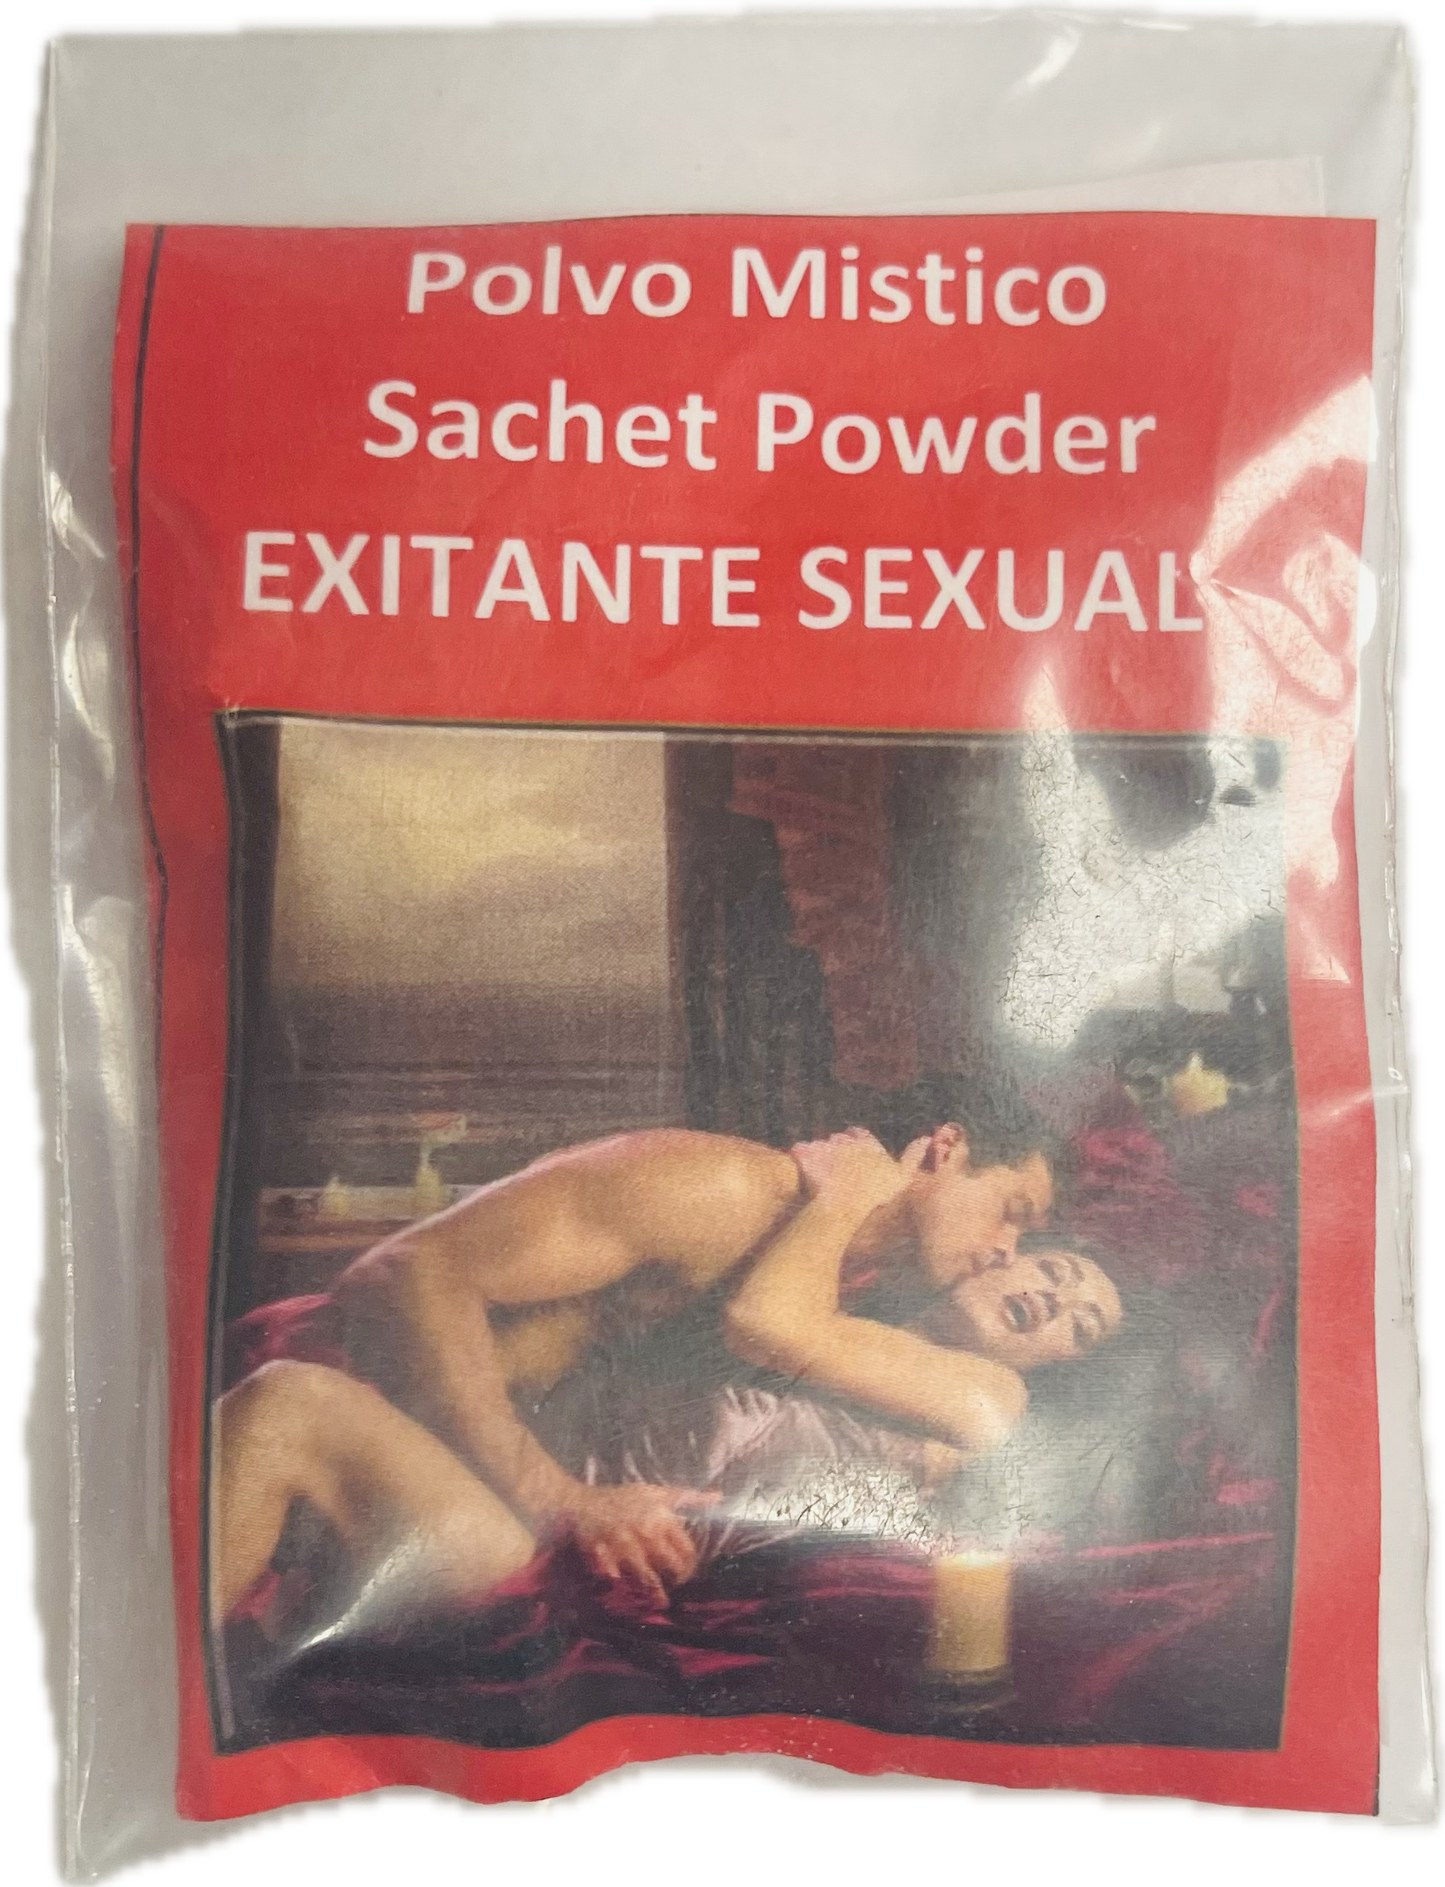 Polvo Mistico
Sachet Powder
EXITANTE SEXUAL